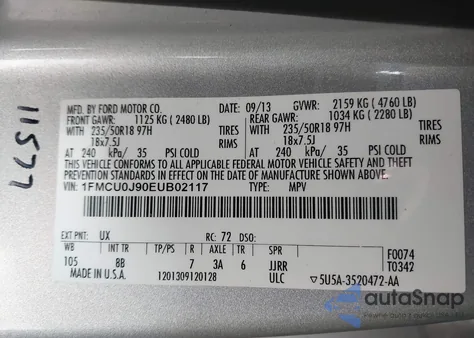 11577
MFD. BY FORD MOTOR CO.
09/13 GVWR: 2159 KG ( 4760 LB)
FRONT GAWR: 1125 KG ( 2480 LB) REAR GAWR: 1034 KG ( 2280 LB)
WITH 235/50R18 97H TIRES WITH 235/50R18 97H TIRES
18x7.5J RIMS 18x7.5J RIMS
AT 240 kPa/ 35 PSI COLD AT 240 kPa/ 35 PSI COLD
THIS VEHICLE CONFORMS TO ALL APPLICABLE FEDERAL MOTOR VEHICLE SAFETY AND THEFT
PREVENTION STANDARDS IN EFFECT ON THE DATE OF MANUFACTURE SHOWN ABOVE.
VIN: 1FMCU0J90EUB02117 TYPE: MPV
EXT PNT: UX RC: 72 DSO:
WB INT TR TP/PS R AXLE TR SPR F0074
105 8B 7 3A 6 JJRR T0342
MADE IN U.S.A. 1201309120128 ULC 5U5A-3520472-AA
autoSnap